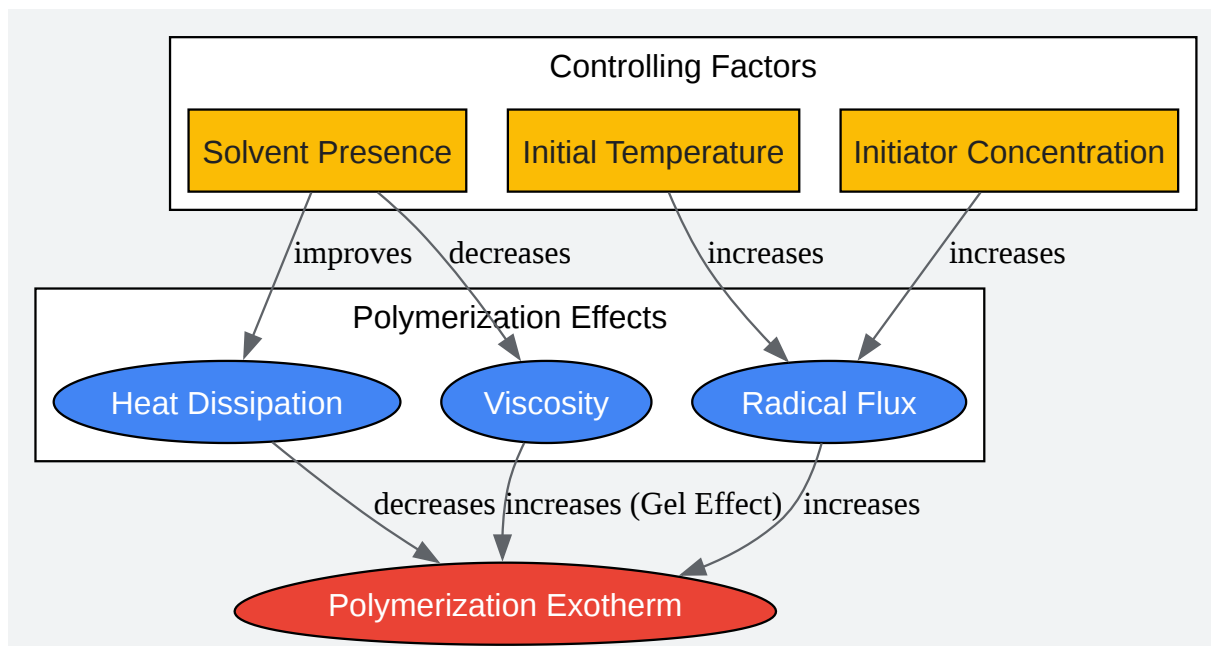 Controlling Factors
Solvent Presence
Initial Temperature
Initiator Concentration
improves
decreases
increases
increases
Polymerization Effects
Heat Dissipation
Viscosity
Radical Flux
decreases
increases (Gel Effect)
increases
Polymerization Exotherm